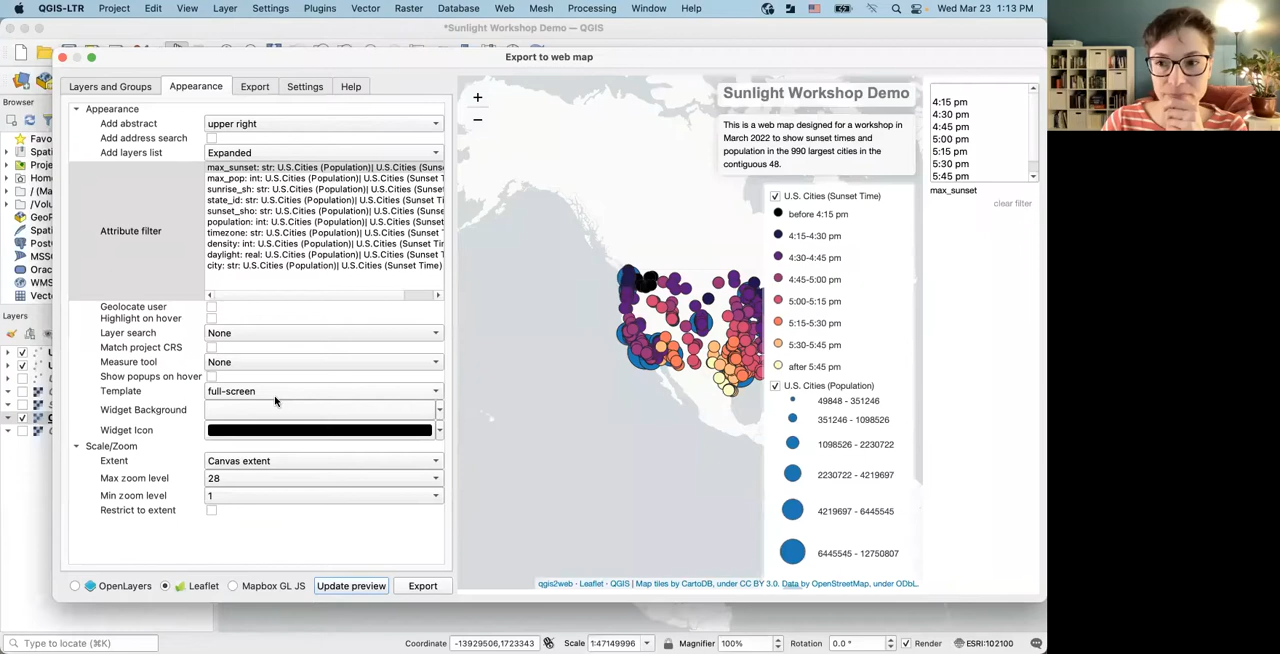 QGIS-LTR Project Edit View Layer Settings Plugins Vector Raster Database Web Mesh Processing Window Help Wed Mar 23 1:13 PM
*Sunlight Workshop Demo — QGIS
Export to web map
Layers and Groups Appearance Export Settings Help
Browser
Favo
Spati
Proje
Hom
/ (Ma
/Volu
GeoP
Spati
Postg
MSS
Orac
WMS
Vect
Layers
Appearance
Add abstract upper right
Add address search
Add layers list Expanded
Attribute filter
max_sunset: str: U.S.Cities (Population)| U.S.Cities (Suns
max_pop: int: U.S.Cities (Population)| U.S.Cities (Sunset
sunrise_sh: str: U.S.Cities (Population)| U.S.Cities (Sunse
state_id: str: U.S.Cities (Population)| U.S.Cities (Sunset Ti
sunset_sho: str: U.S.Cities (Population)| U.S.Cities (Sunse
population: int: U.S.Cities (Population)| U.S.Cities (Sunset
timezone: str: U.S.Cities (Population)| U.S.Cities (Sunset T
density: int: U.S.Cities (Population)| U.S.Cities (Sunset Tir
daylight: real: U.S.Cities (Population)| U.S.Cities (Sunset T
city: str: U.S.Cities (Population)| U.S.Cities (Sunset Time)
Geolocate user
Highlight on hover
Layer search None
Match project CRS
Measure tool None
Show popups on hover
Template full-screen
Widget Background
Widget Icon
Scale/Zoom
Extent Canvas extent
Max zoom level 28
Min zoom level 1
Restrict to extent
OpenLayers Leaflet Mapbox GL JS Update preview Export
+
−
Sunlight Workshop Demo
This is a web map designed for a workshop in
March 2022 to show sunset times and
population in the 990 largest cities in the
contiguous 48.
U.S. Cities (Sunset Time)
before 4:15 pm
4:15-4:30 pm
4:30-4:45 pm
4:45-5:00 pm
5:00-5:15 pm
5:15-5:30 pm
5:30-5:45 pm
after 5:45 pm
U.S. Cities (Population)
49848 - 351246
351246 - 1098526
1098526 - 2230722
2230722 - 4219697
4219697 - 6445545
6445545 - 12750807
qgis2web · Leaflet · QGIS | Map tiles by CartoDB, under CC BY 3.0. Data by OpenStreetMap, under ODbL.
4:15 pm
4:30 pm
4:45 pm
5:00 pm
5:15 pm
5:30 pm
5:45 pm
max_sunset
clear filter
Type to locate (⌘K)
Coordinate -13929506,1723343 Scale 1:47149996 Magnifier 100% Rotation 0.0 ° Render ESRI:102100